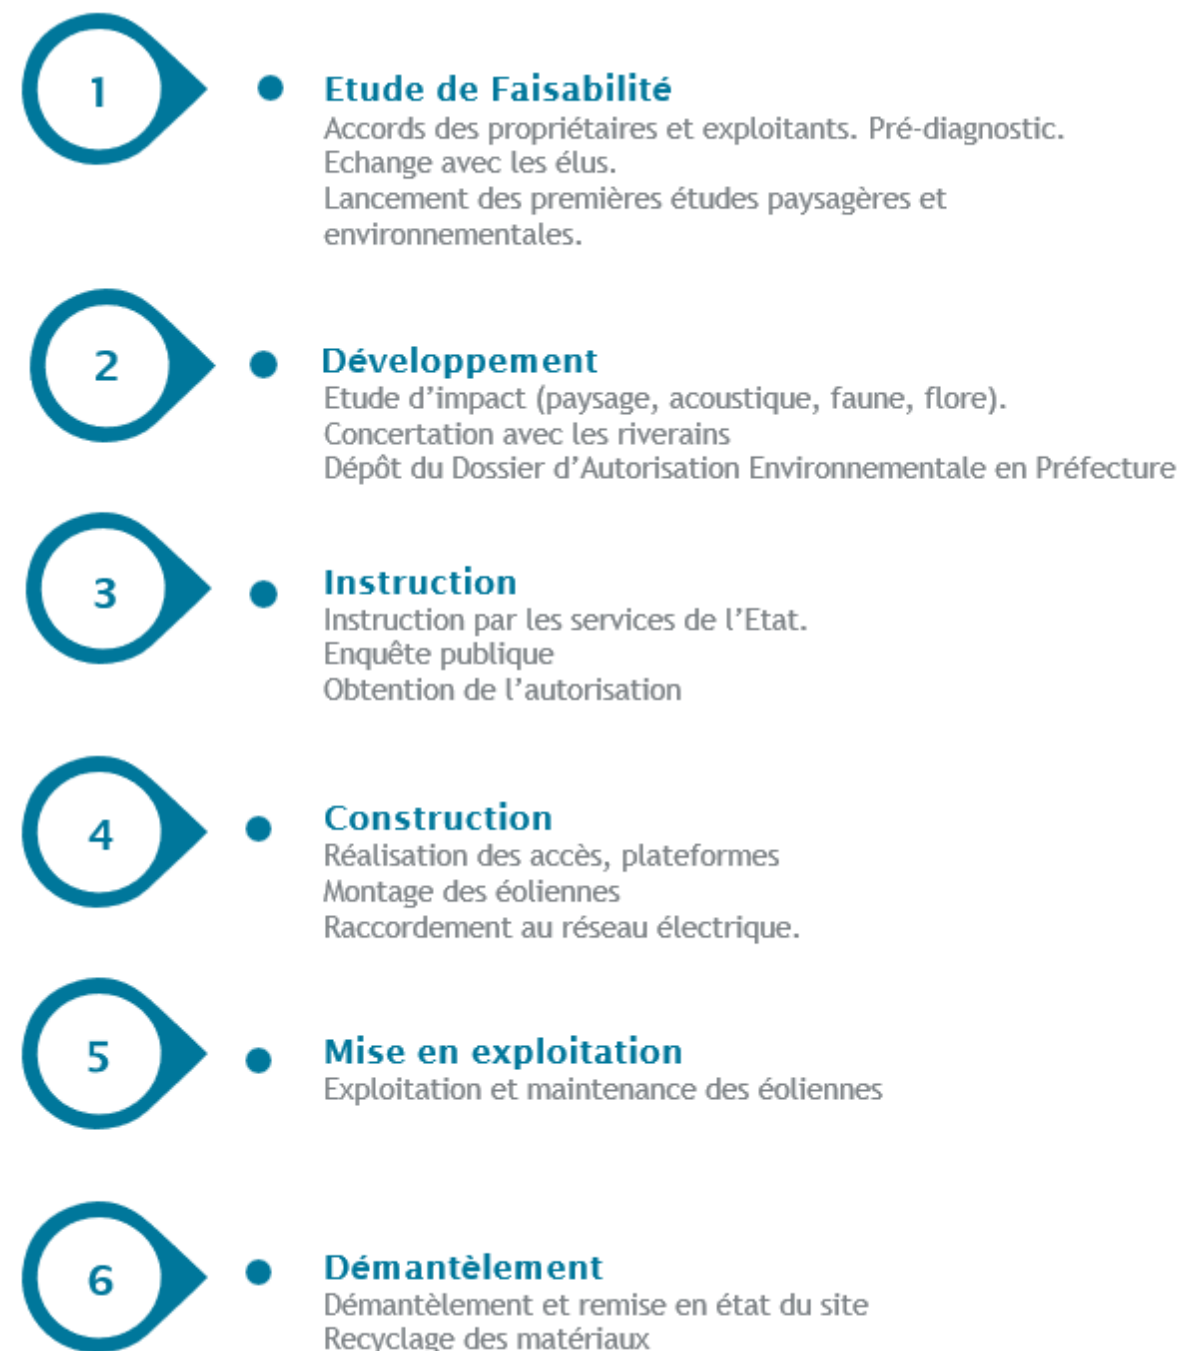 1
Etude de Faisabilité
Accords des propriétaires et exploitants. Pré-diagnostic.
Echange avec les élus.
Lancement des premières études paysagères et
environnementales.
2
Développement
Etude d’impact (paysage, acoustique, faune, flore).
Concertation avec les riverains
Dépôt du Dossier d’Autorisation Environnementale en Préfecture
3
Instruction
Instruction par les services de l’Etat.
Enquête publique
Obtention de l’autorisation
4
Construction
Réalisation des accès, plateformes
Montage des éoliennes
Raccordement au réseau électrique.
5
Mise en exploitation
Exploitation et maintenance des éoliennes
6
Démantèlement
Démantèlement et remise en état du site
Recyclage des matériaux